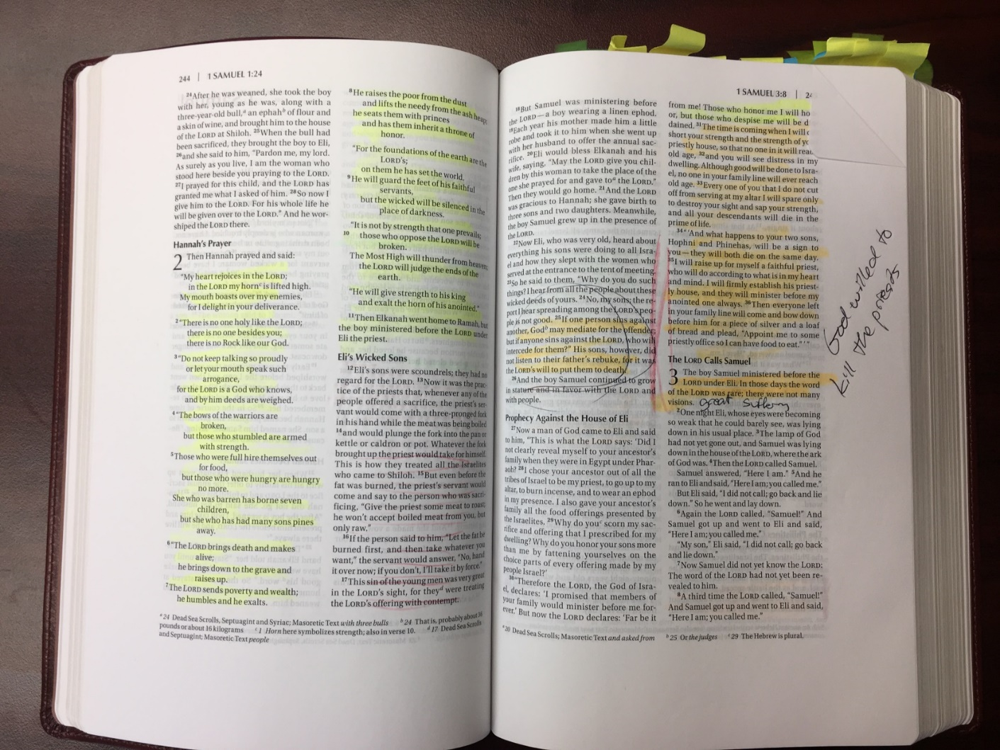 244 | 1 SAMUEL 1:24
24After he was weaned, she took the boy
with her, young as he was, along with a
three-year-old bull,a an ephahb of flour and
a skin of wine, and brought him to the house
of the LORD at Shiloh. 25When the bull had
been sacrificed, they brought the boy to Eli,
26and she said to him, “Pardon me, my lord.
As surely as you live, I am the woman who
stood here beside you praying to the LORD.
27I prayed for this child, and the LORD has
granted me what I asked of him. 28So now I
give him to the LORD. For his whole life he
will be given over to the LORD.” And he wor-
shiped the LORD there.
Hannah’s Prayer
2 Then Hannah prayed and said:
“My heart rejoices in the LORD;
in the LORD my hornc is lifted high.
My mouth boasts over my enemies,
for I delight in your deliverance.
2“There is no one holy like the LORD;
there is no one besides you;
there is no Rock like our God.
3“Do not keep talking so proudly
or let your mouth speak such
arrogance,
for the LORD is a God who knows,
and by him deeds are weighed.
4“The bows of the warriors are
broken,
but those who stumbled are armed
with strength.
5Those who were full hire themselves out
for food,
but those who were hungry are hungry
no more.
She who was barren has borne seven
children,
but she who has had many sons pines
away.
6“The LORD brings death and makes
alive;
he brings down to the grave and
raises up.
7The LORD sends poverty and wealth;
he humbles and he exalts.
8He raises the poor from the dust
and lifts the needy from the ash heap;
he seats them with princes
and has them inherit a throne of
honor.
“For the foundations of the earth are the
LORD’s;
on them he has set the world.
9He will guard the feet of his faithful
servants,
but the wicked will be silenced in the
place of darkness.
“It is not by strength that one prevails;
10 those who oppose the LORD will be
broken.
The Most High will thunder from heaven;
the LORD will judge the ends of the
earth.
“He will give strength to his king
and exalt the horn of his anointed.”
11Then Elkanah went home to Ramah, but
the boy ministered before the LORD under
Eli the priest.
Eli’s Wicked Sons
12Eli’s sons were scoundrels; they had no
regard for the LORD. 13Now it was the prac-
tice of the priests that, whenever any of the
people offered a sacrifice, the priest’s ser-
vant would come with a three-pronged fork
in his hand while the meat was being boiled
14and would plunge the fork into the pan or
kettle or caldron or pot. Whatever the fork
brought up the priest would take for himself.
This is how they treated all the Israelites
who came to Shiloh. 15But even before the
fat was burned, the priest’s servant would
come and say to the person who was sacri-
ficing, “Give the priest some meat to roast;
he won’t accept boiled meat from you, but
only raw.”
16If the person said to him, “Let the fat be
burned first, and then take whatever you
want,” the servant would answer, “No, hand
it over now; if you don’t, I’ll take it by force.”
17This sin of the young men was very great
in the LORD’s sight, for theyd were treating
the LORD’s offering with contempt.
a 24 Dead Sea Scrolls, Septuagint and Syriac; Masoretic Text with three bulls b 24 That is, probably about 36
pounds or about 16 kilograms c 1 Horn here symbolizes strength; also in verse 10. d 17 Dead Sea Scrolls
and Septuagint; Masoretic Text people
1 SAMUEL 3:8 |
18But Samuel was ministering before
the LORD—a boy wearing a linen ephod.
19Each year his mother made him a little
robe and took it to him when she went up
with her husband to offer the annual sac-
rifice. 20Eli would bless Elkanah and his
wife, saying, “May the LORD give you chil-
dren by this woman to take the place of the
one she prayed for and gave toa the LORD.”
Then they would go home. 21And the LORD
was gracious to Hannah; she gave birth to
three sons and two daughters. Meanwhile,
the boy Samuel grew up in the presence of
the LORD.
22Now Eli, who was very old, heard about
everything his sons were doing to all Isra-
el and how they slept with the women who
served at the entrance to the tent of meeting.
23So he said to them, “Why do you do such
things? I hear from all the people about these
wicked deeds of yours. 24No, my sons; the re-
port I hear spreading among the LORD’s peo-
ple is not good. 25If one person sins against
another, Godb may mediate for the offender;
but if anyone sins against the LORD, who will
intercede for them?” His sons, however, did
not listen to their father’s rebuke, for it was
the LORD’s will to put them to death.
26And the boy Samuel continued to grow
in stature and in favor with the LORD and
with people.
Prophecy Against the House of Eli
27Now a man of God came to Eli and said
to him, “This is what the LORD says: ‘Did I
not clearly reveal myself to your ancestor’s
family when they were in Egypt under Phar-
aoh? 28I chose your ancestor out of all the
tribes of Israel to be my priest, to go up to my
altar, to burn incense, and to wear an ephod
in my presence. I also gave your ancestor’s
family all the food offerings presented by
the Israelites. 29Why do youc scorn my sac-
rifice and offering that I prescribed for my
dwelling? Why do you honor your sons more
than me by fattening yourselves on the
choice parts of every offering made by my
people Israel?’
30“Therefore the LORD, the God of Isra-
el, declares: ‘I promised that members of
your family would minister before me for-
ever.’ But now the LORD declares: ‘Far be it
from me! Those who honor me I will ho
or, but those who despise me will be d
dained. 31The time is coming when I will c
short your strength and the strength of yo
priestly house, so that no one in it will reac
old age, 32and you will see distress in my
dwelling. Although good will be done to Isra-
el, no one in your family line will ever reach
old age. 33Every one of you that I do not cut
off from serving at my altar I will spare only
to destroy your sight and sap your strength,
and all your descendants will die in the
prime of life.
34“‘And what happens to your two sons,
Hophni and Phinehas, will be a sign to
you—they will both die on the same day.
35I will raise up for myself a faithful priest,
who will do according to what is in my heart
and mind. I will firmly establish his priest-
ly house, and they will minister before my
anointed one always. 36Then everyone left
in your family line will come and bow down
before him for a piece of silver and a loaf
of bread and plead, “Appoint me to some
priestly office so I can have food to eat.”’”
The LORD Calls Samuel
3 The boy Samuel ministered before the
LORD under Eli. In those days the word
of the LORD was rare; there were not many
visions. great suffering
2One night Eli, whose eyes were becoming
so weak that he could barely see, was lying
down in his usual place. 3The lamp of God
had not yet gone out, and Samuel was lying
down in the house of the LORD, where the ark
of God was. 4Then the LORD called Samuel.
Samuel answered, “Here I am.” 5And he
ran to Eli and said, “Here I am; you called me.”
But Eli said, “I did not call; go back and lie
down.” So he went and lay down.
6Again the LORD called, “Samuel!” And
Samuel got up and went to Eli and said,
“Here I am; you called me.”
“My son,” Eli said, “I did not call; go back
and lie down.”
7Now Samuel did not yet know the LORD:
The word of the LORD had not yet been re-
vealed to him.
8A third time the LORD called, “Samuel!”
And Samuel got up and went to Eli and said,
“Here I am; you called me.”
a 20 Dead Sea Scrolls; Masoretic Text and asked from b 25 Or the judges c 29 The Hebrew is plural.
God willed to
kill the priests